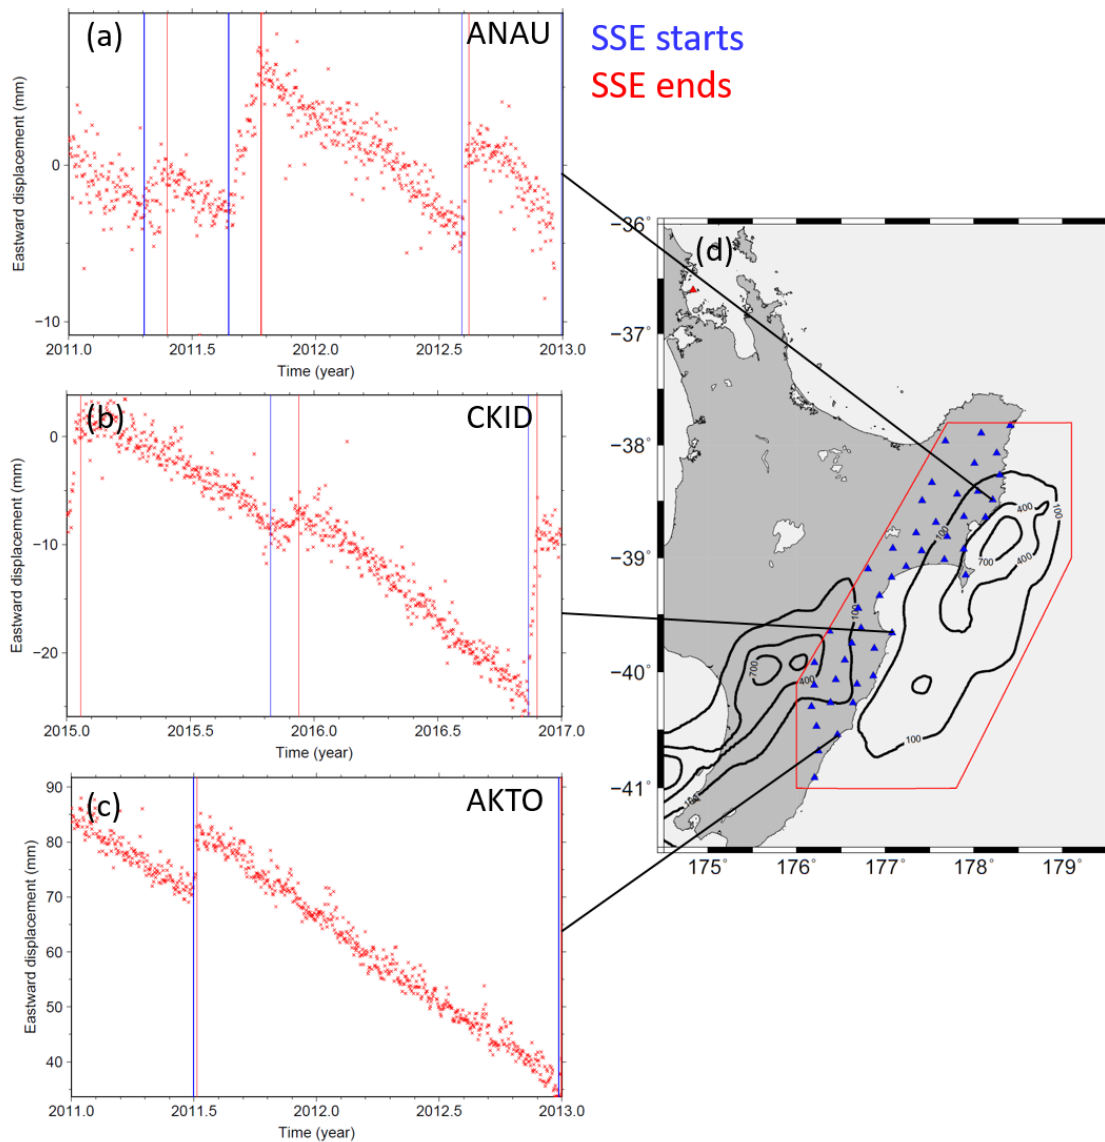 (a)
ANAU
SSE starts
SSE ends
Eastward displacement (mm)
0
−10
2011.0 2011.5 2012.0 2012.5 2013.0
Time (year)
(b)
CKID
Eastward displacement (mm)
0
−10
−20
2015.0 2015.5 2016.0 2016.5 2017.0
Time (year)
(c)
AKTO
Eastward displacement (mm)
90
80
70
60
50
40
2011.0 2011.5 2012.0 2012.5 2013.0
Time (year)
(d)
−36°
−37°
−38°
−39°
−40°
−41°
175° 176° 177° 178° 179°
400
100
100
700
400
100
700
400
100